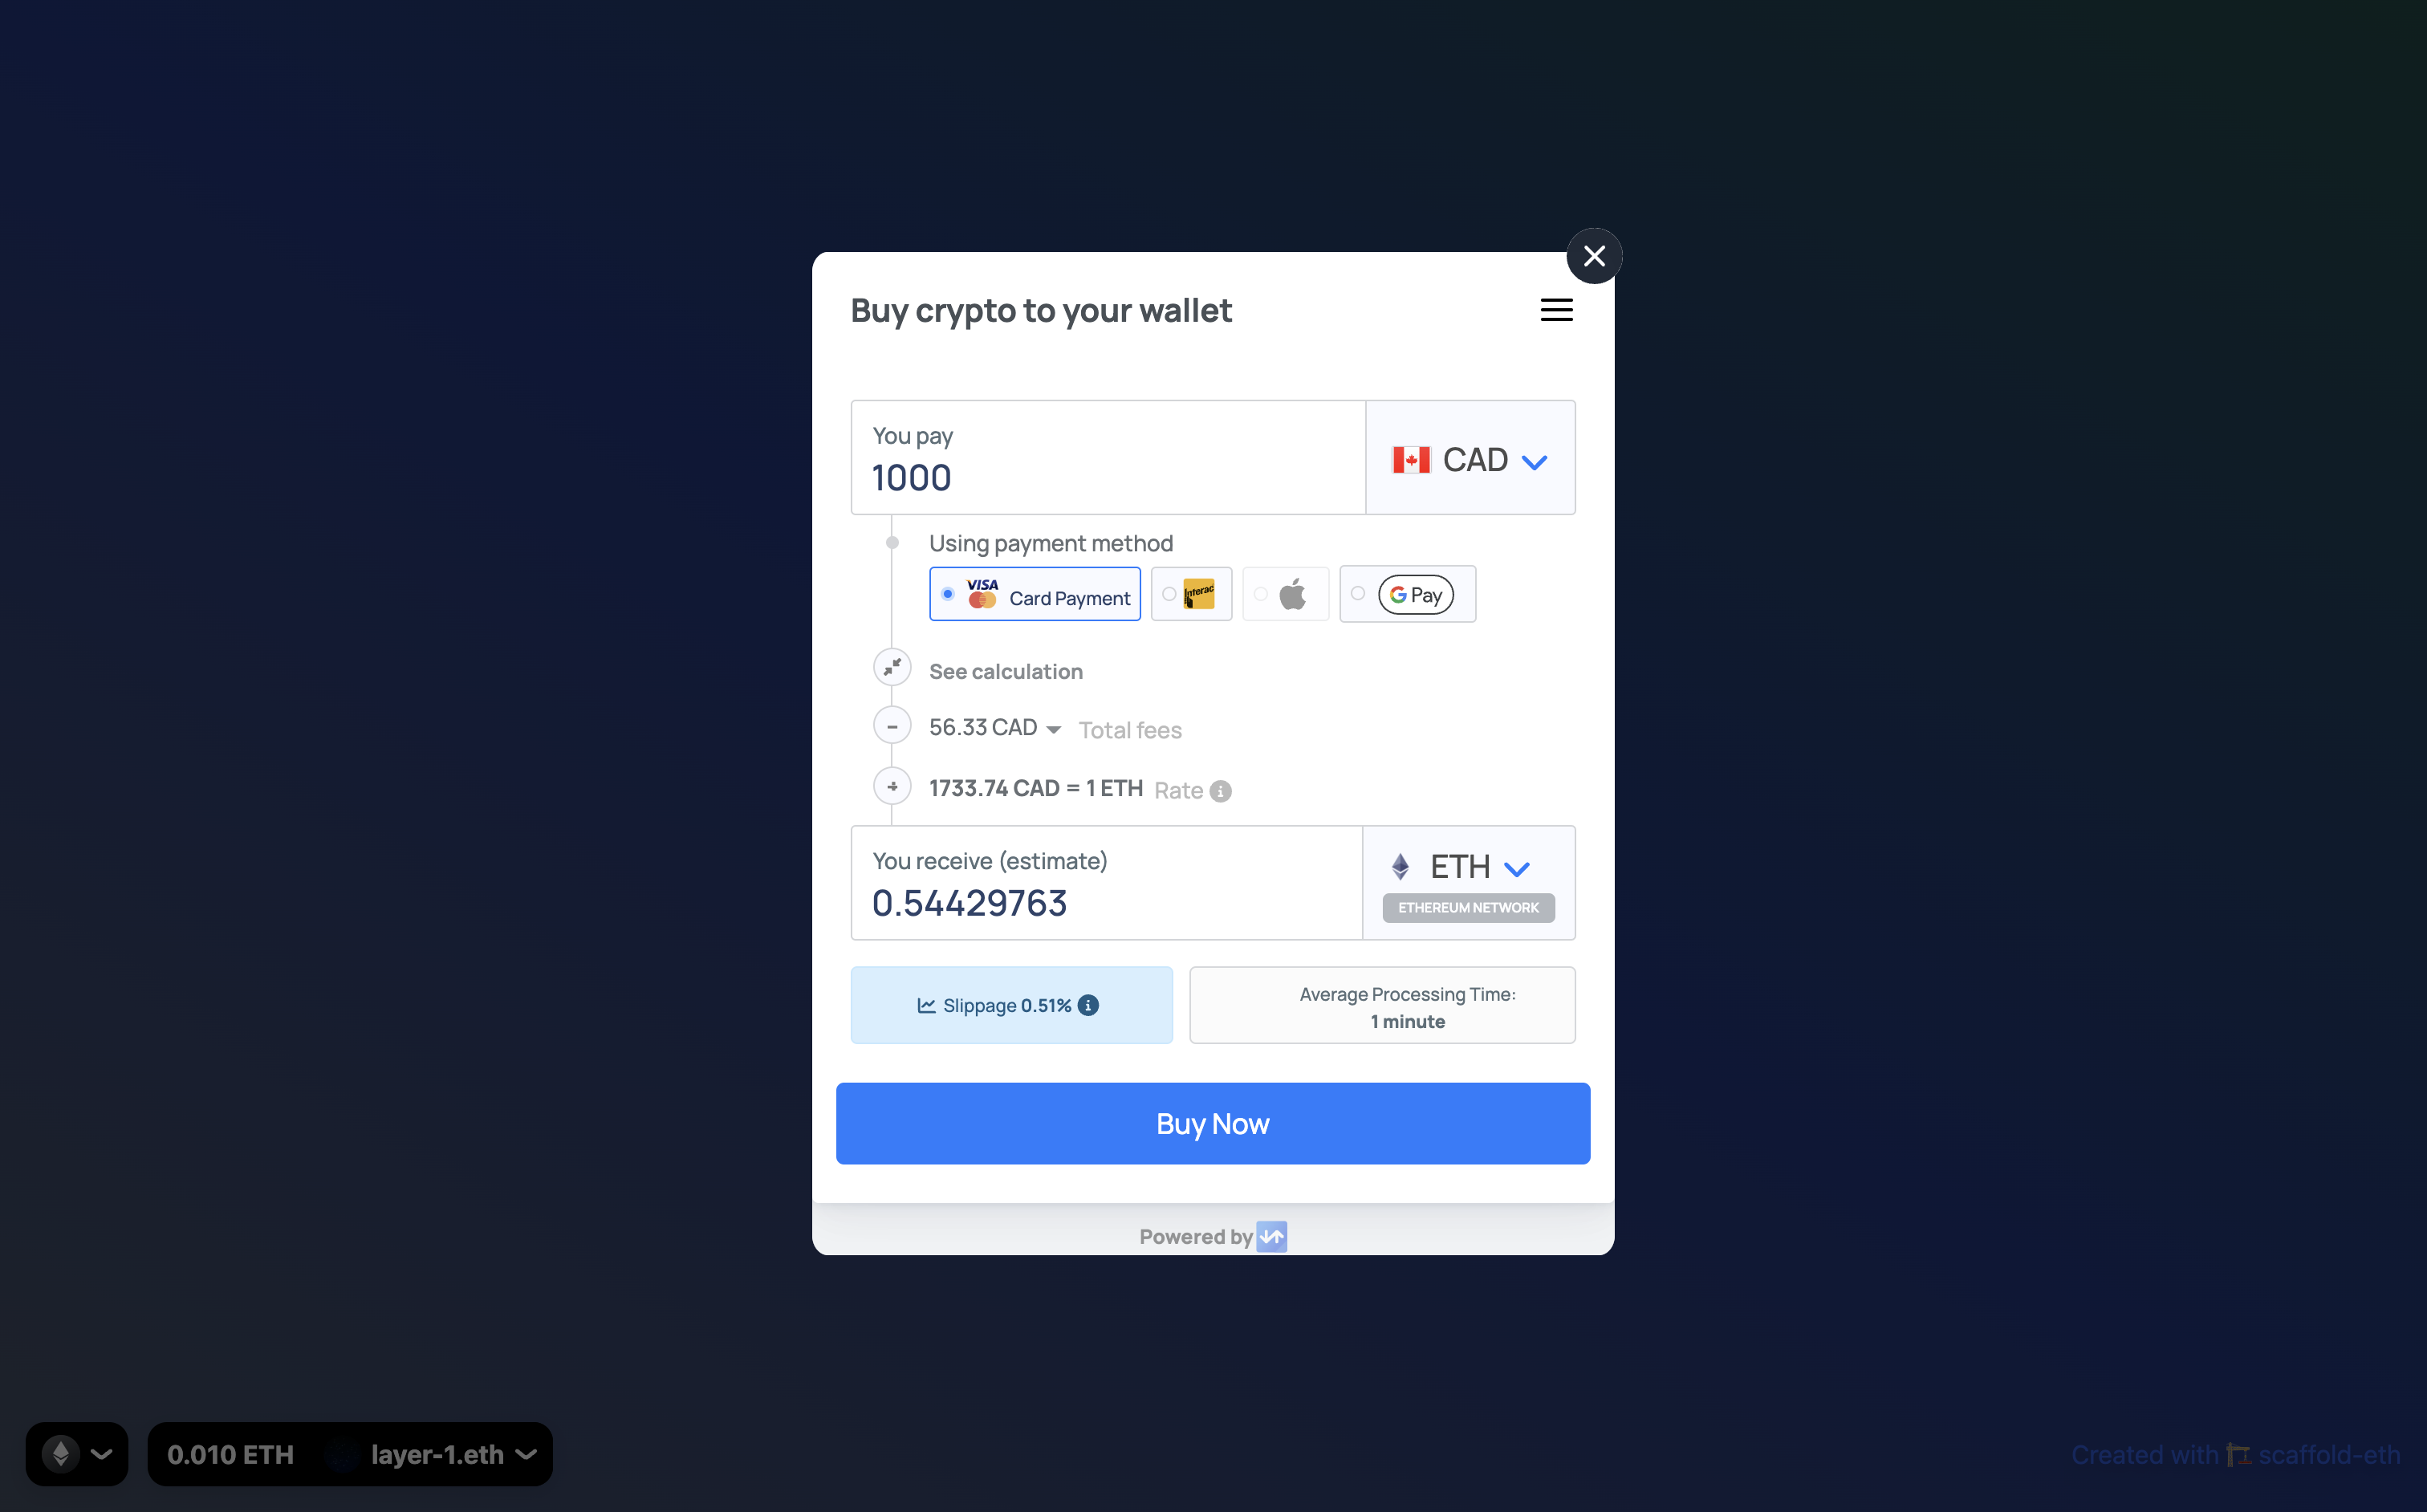 Buy crypto to your wallet
You pay
1000
CAD
Using payment method
VISA Card Payment
Interac
G Pay
See calculation
56.33 CAD Total fees
1733.74 CAD = 1 ETH Rate
You receive (estimate)
0.54429763
ETH
ETHEREUM NETWORK
Slippage 0.51%
Average Processing Time:
1 minute
Buy Now
Powered by
0.010 ETH layer-1.eth
Created with scaffold-eth